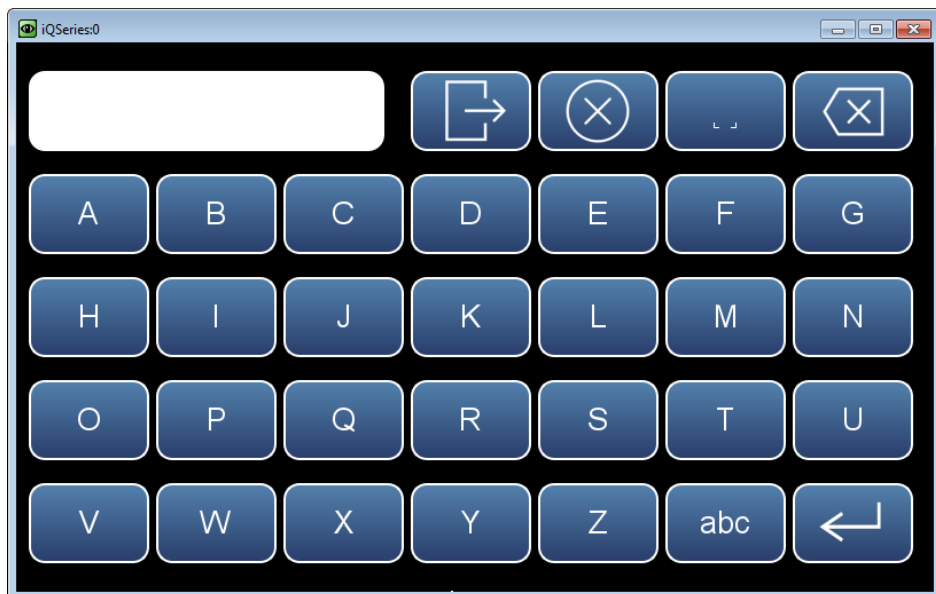 iQSeries:0
A B C D E F G
H I J K L M N
O P Q R S T U
V W X Y Z abc